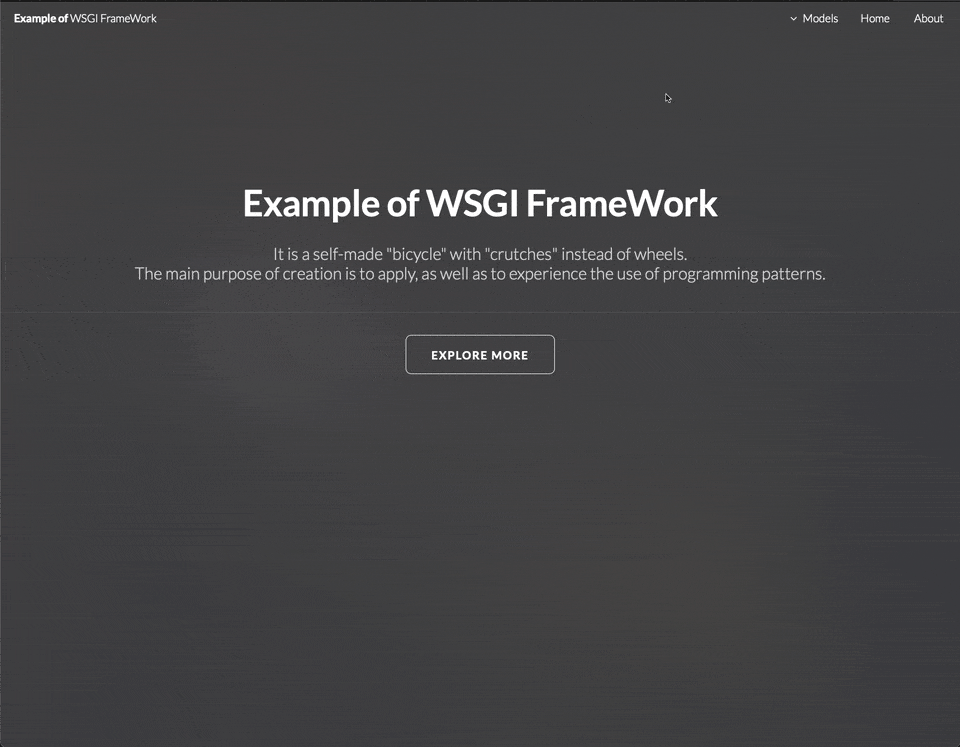 Example of WSGI FrameWork
Models Home About
Example of WSGI FrameWork
It is a self-made "bicycle" with "crutches" instead of wheels.
The main purpose of creation is to apply, as well as to experience the use of programming patterns.
EXPLORE MORE